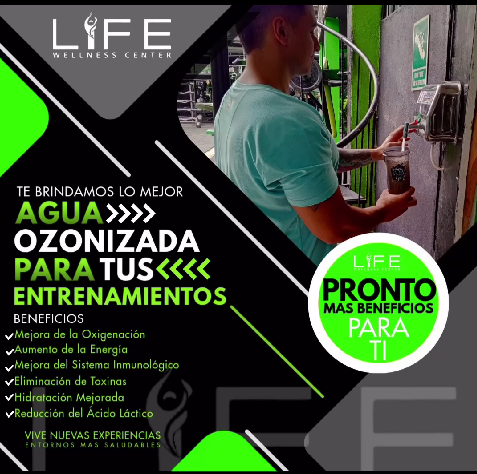 LIFE
WELLNESS CENTER
TE BRINDAMOS LO MEJOR
AGUA >>>>
OZONIZADA
PARA TUS <<<<
ENTRENAMIENTOS
BENEFICIOS
Mejora de la Oxigenación
Aumento de la Energía
Mejora del Sistema Inmunológico
Eliminación de Toxinas
Hidratación Mejorada
Reducción del Ácido Láctico
VIVE NUEVAS EXPERIENCIAS
ENTORNOS MAS SALUDABLES
LIFE
WELLNESS CENTER
PRONTO
MAS BENEFICIOS
PARA
TI
LIFE